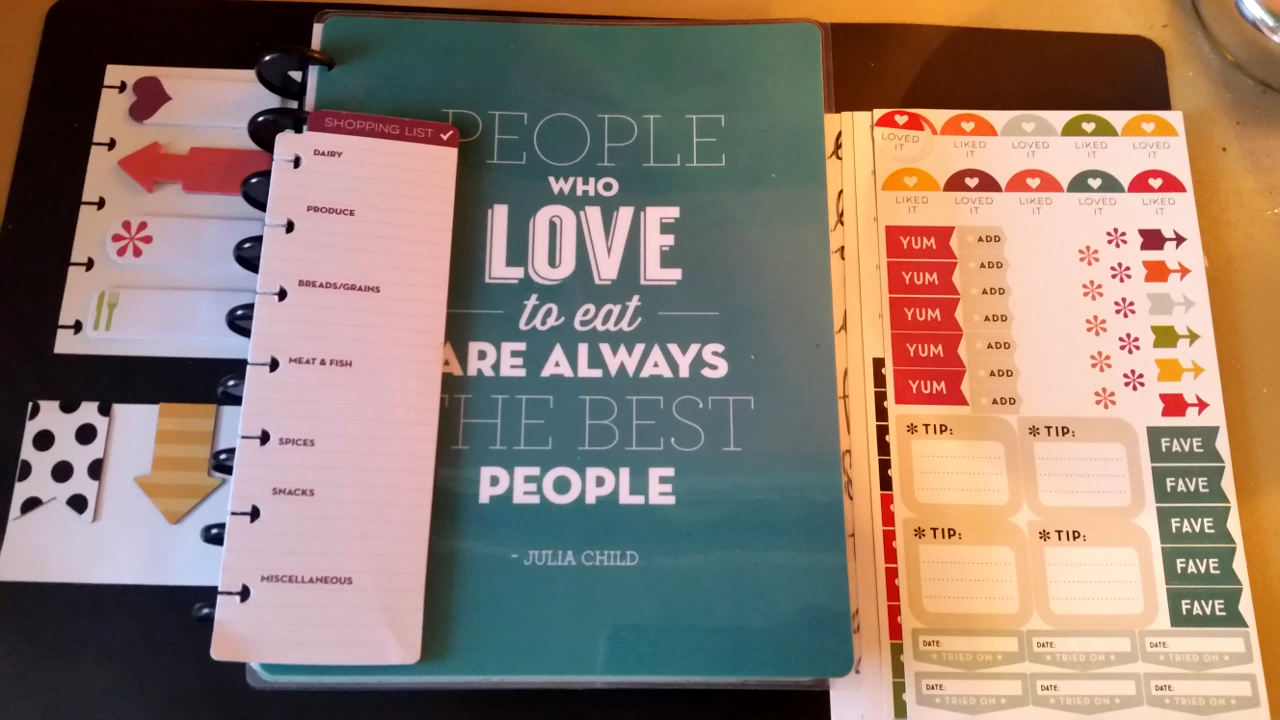 SHOPPING LIST
DAIRY
PRODUCE
BREADS/GRAINS
MEAT & FISH
SPICES
SNACKS
MISCELLANEOUS
PEOPLE
WHO
LOVE
to eat
ARE ALWAYS
THE BEST
PEOPLE
- JULIA CHILD
LOVED IT
LIKED IT
LOVED IT
LIKED IT
LOVED IT
LIKED IT
LOVED IT
LIKED IT
LOVED IT
LIKED IT
YUM
YUM
YUM
YUM
YUM
ADD
ADD
ADD
ADD
ADD
ADD
ADD
* TIP:
* TIP:
* TIP:
* TIP:
FAVE
FAVE
FAVE
FAVE
FAVE
DATE:
TRIED ON
DATE:
TRIED ON
DATE:
TRIED ON
DATE:
TRIED ON
DATE:
TRIED ON
DATE:
TRIED ON